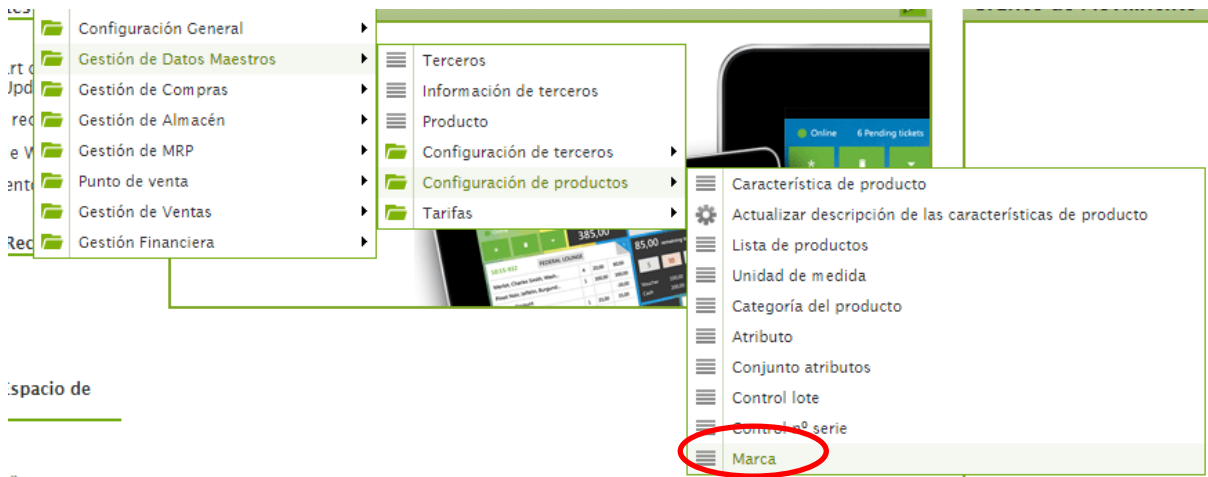 Configuración General
Gestión de Datos Maestros
Gestión de Compras
Gestión de Almacén
Gestión de MRP
Punto de venta
Gestión de Ventas
Gestión Financiera
Terceros
Información de terceros
Producto
Configuración de terceros
Configuración de productos
Tarifas
Característica de producto
Actualizar descripción de las características de producto
Lista de productos
Unidad de medida
Categoría del producto
Atributo
Conjunto atributos
Control lote
Control nº serie
Marca
Online 6 Pending tickets
385,00
85,00
FEDERAL LOUNGE
Espacio de